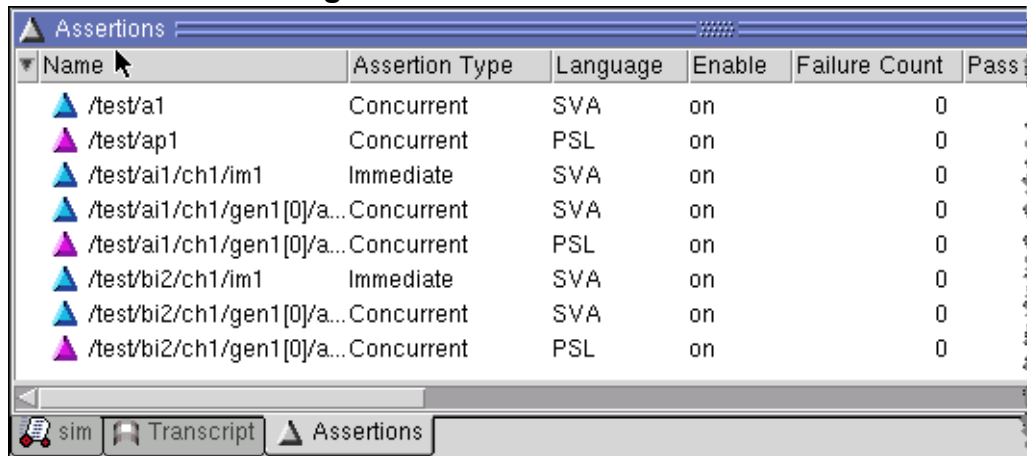 Assertions
Name Assertion Type Language Enable Failure Count Pass
/test/a1 Concurrent SVA on 0
/test/ap1 Concurrent PSL on 0
/test/ai1/ch1/im1 Immediate SVA on 0
/test/ai1/ch1/gen1[0]/a... Concurrent SVA on 0
/test/ai1/ch1/gen1[0]/a... Concurrent PSL on 0
/test/bi2/ch1/im1 Immediate SVA on 0
/test/bi2/ch1/gen1[0]/a... Concurrent SVA on 0
/test/bi2/ch1/gen1[0]/a... Concurrent PSL on 0
sim Transcript Assertions